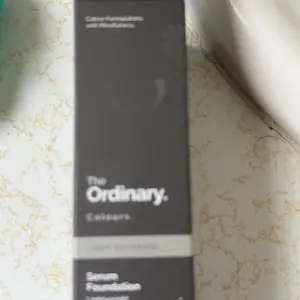 Colour Formulations
with Mindfulness.
The
Ordinary.
Colours.
Serum
Foundation